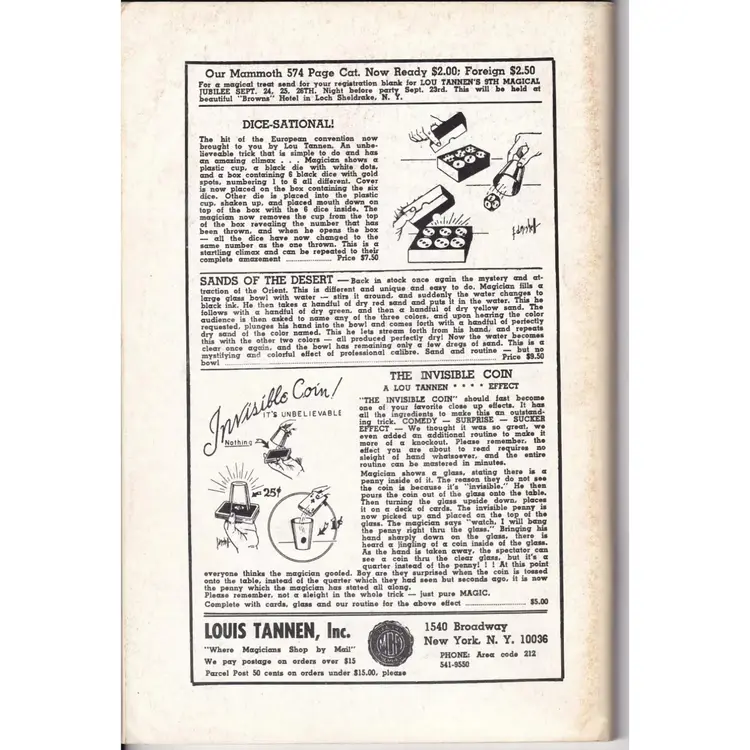 Our Mammoth 574 Page Cat. Now Ready $2.00; Foreign $2.50
For a magical treat send for your registration blank for LOU TANNEN'S 9TH MAGICAL
JUBILEE SEPT. 24, 25, 26TH. Night before party Sept. 23rd. This will be held at
beautiful "Browns" Hotel in Loch Sheldrake, N. Y.
DICE-SATIONAL!
The hit of the European convention now
brought to you by Lou Tannen. An unbe-
lieveable trick that is simple to do and has
an amazing climax . . . Magician shows a
plastic cup, a black die with white dots,
and a box containing 6 black dice with gold
spots, numbering 1 to 6 all different. Cover
is now placed on the box containing the six
dice. Other die is placed into the plastic
cup, shaken up, and placed mouth down on
top of the box with the 6 dice inside. The
magician now removes the cup from the top
of the box revealing the number that has
been thrown, and when he opens the box
— all the dice have now changed to the
same number as the one thrown. This is a
startling climax and can be repeated to their
complete amazement .................... Price $7.50
SANDS OF THE DESERT — Back in stock once again the mystery and at-
traction of the Orient. This is different and unique and easy to do. Magician fills a
large glass bowl with water — stirs it around, and suddenly the water changes to
black ink. He then takes a handful of dry red sand and puts it in the water. This he
follows with a handful of dry green, and then a handful of dry yellow sand. The
audience is then asked to name any of the three colors, and upon hearing the color
requested, plunges his hand into the bowl and comes forth with a handful of perfectly
dry sand of the color named. This he lets stream forth from his hand, and repeats
this with the other two colors — all produced perfectly dry! Now the water becomes
clear once again, and the bowl has remaining only a few dregs of sand. This is a
mystifying and colorful effect of professional calibre. Sand and routine — but no
bowl .................... Price $9.50
Invisible Coin!
IT'S UNBELIEVABLE
Nothing
25¢
1¢
THE INVISIBLE COIN
A LOU TANNEN • • • • EFFECT
"THE INVISIBLE COIN" should fast become
one of your favorite close up effects. It has
all the ingredients to make this an outstand-
ing trick. COMEDY — SURPRISE — SUCKER
EFFECT — We thought it was so great, we
even added an additional routine to make it
more of a knockout. Please remember, the
effect you are about to read requires no
sleight of hand whatsoever, and the entire
routine can be mastered in minutes.
Magician shows a glass, stating there is a
penny inside of it. The reason they do not see
the coin is because it's "invisible." He then
pours the coin out of the glass onto the table.
Then turning the glass upside down, places
it on a deck of cards. The invisible penny is
now picked up and placed on the top of the
glass. The magician says "watch, I will bang
the penny right thru the glass." Bringing his
hand sharply down on the glass, there is
heard a jingling of a coin inside of the glass.
As the hand is taken away, the spectator can
see a coin thru the clear glass, but it's a
quarter instead of the penny! ! ! At this point
everyone thinks the magician goofed. Boy are they surprised when the coin is tossed
onto the table, instead of the quarter which they had seen but seconds ago, it is now
the penny which the magician has stated all along.
Please remember, not a sleight in the whole trick — just pure MAGIC.
Complete with cards, glass and our routine for the above effect .................... $5.00
LOUIS TANNEN, Inc.
"Where Magicians Shop by Mail"
We pay postage on orders over $15
Parcel Post 50 cents on orders under $15.00, please
1540 Broadway
New York, N. Y. 10036
PHONE: Area code 212
541-9550